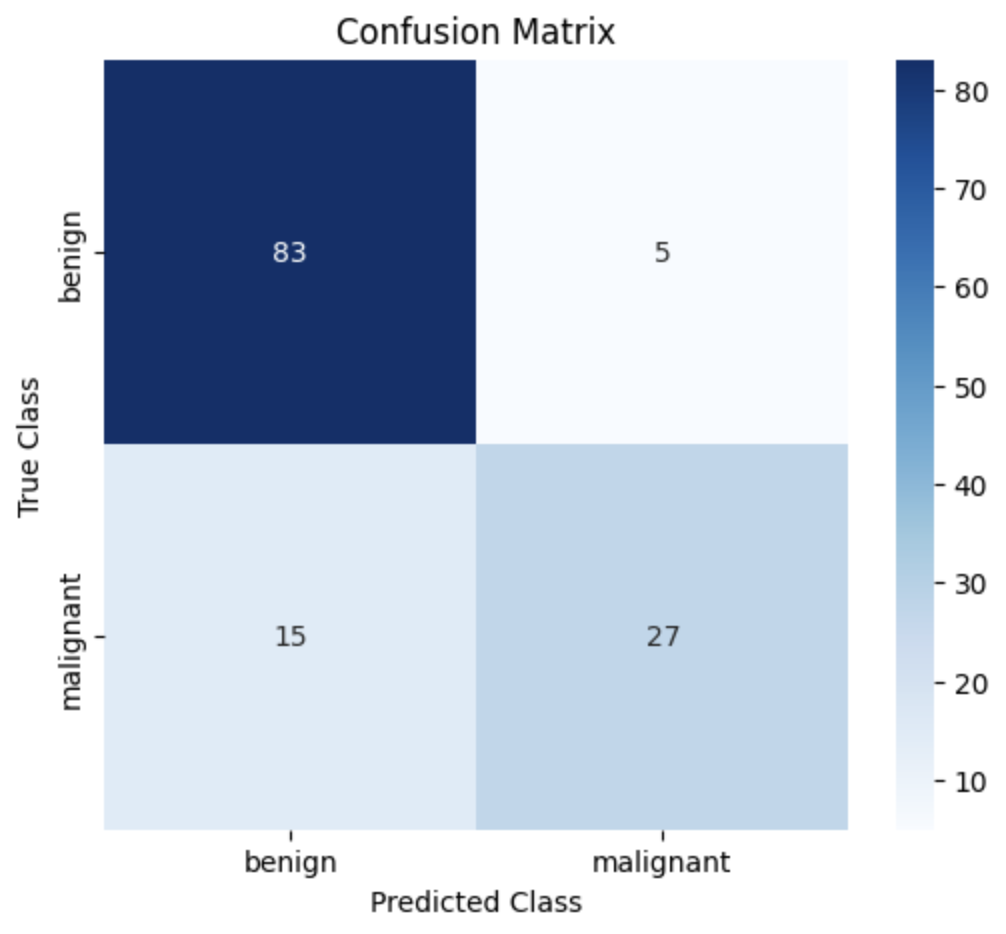 Confusion Matrix
True Class
benign
malignant
83
5
15
27
benign
malignant
Predicted Class
80
70
60
50
40
30
20
10